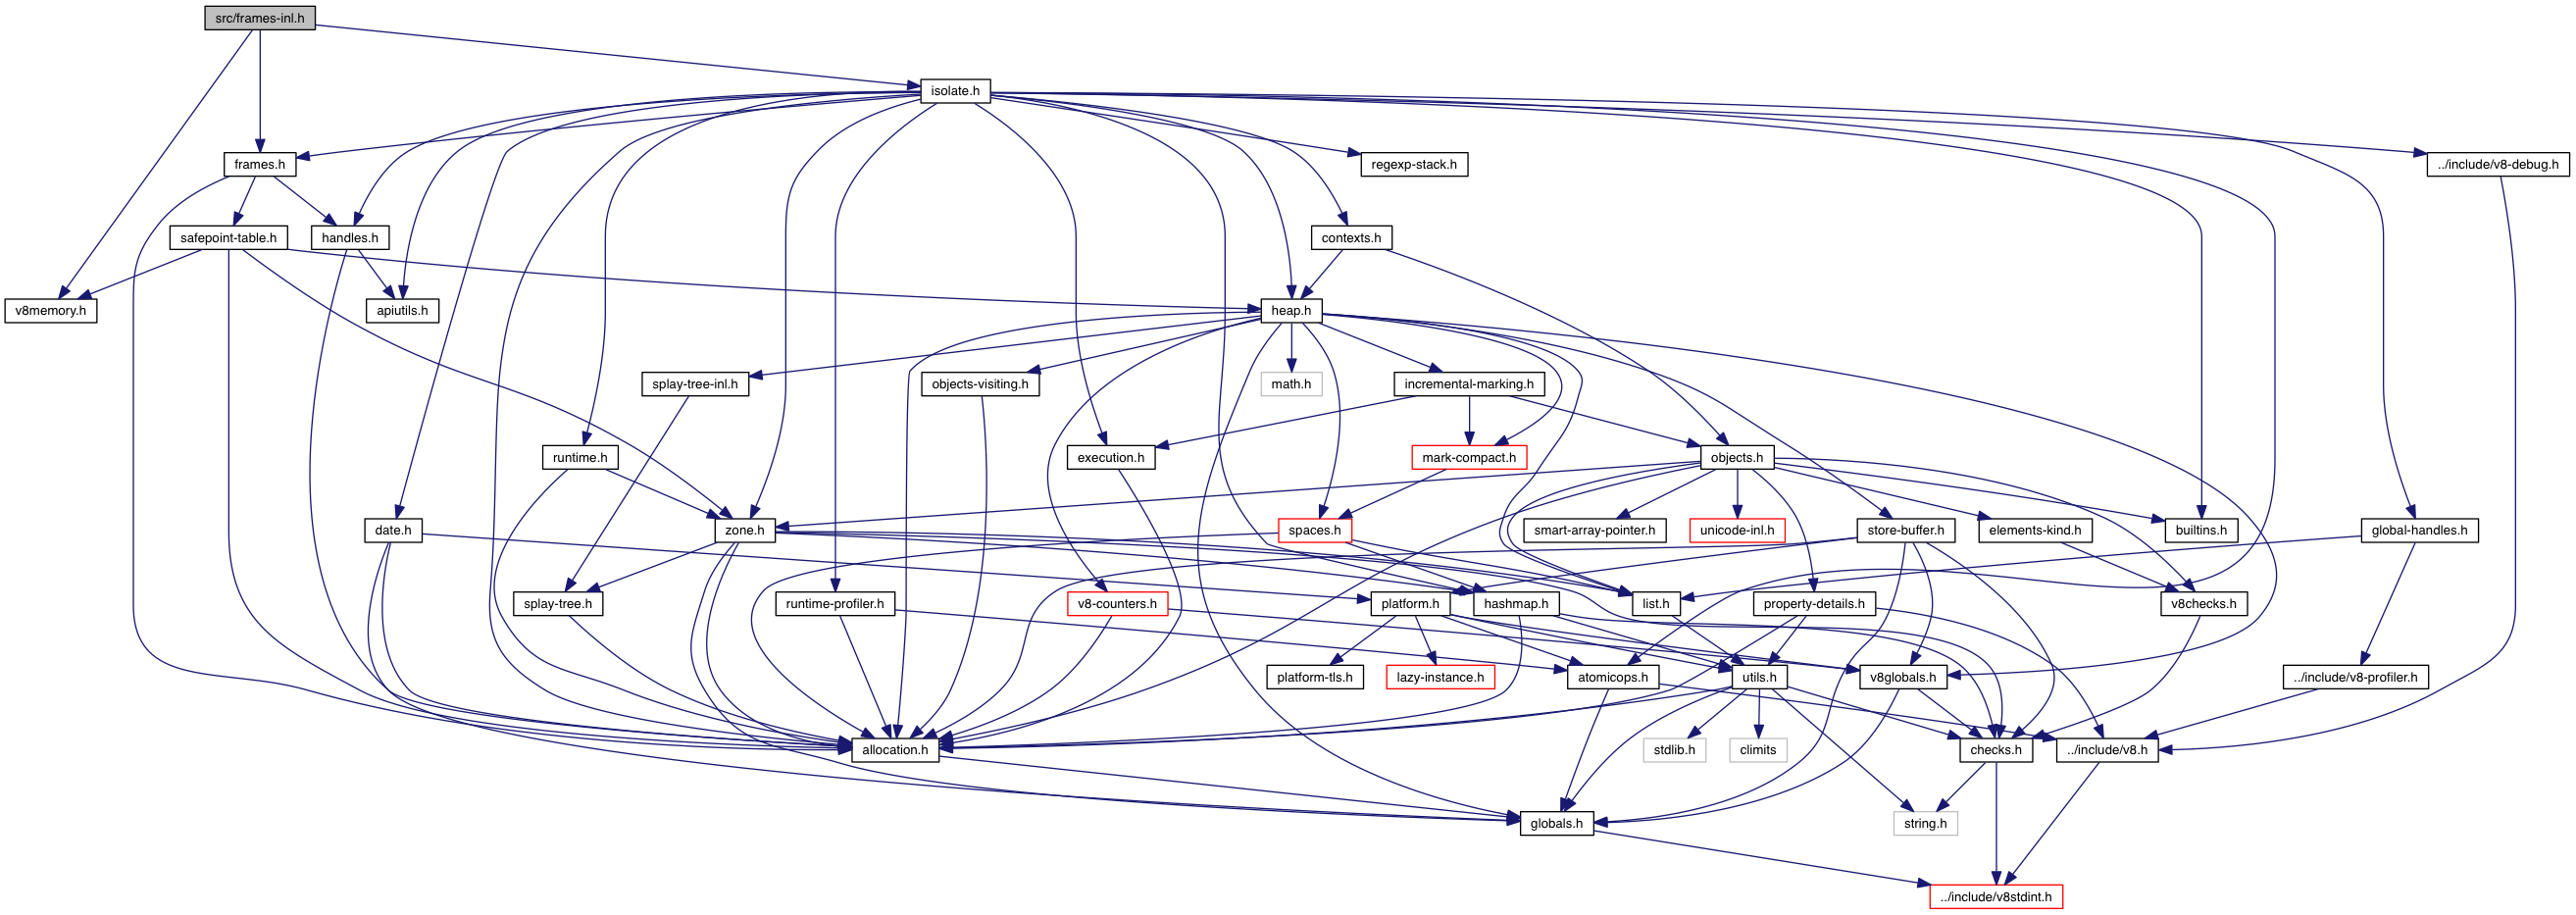 src/frames-inl.h
isolate.h
frames.h
regexp-stack.h
../include/v8-debug.h
safepoint-table.h
handles.h
contexts.h
v8memory.h
apiutils.h
heap.h
splay-tree-inl.h
objects-visiting.h
math.h
incremental-marking.h
runtime.h
execution.h
mark-compact.h
objects.h
date.h
zone.h
spaces.h
smart-array-pointer.h
unicode-inl.h
store-buffer.h
elements-kind.h
builtins.h
global-handles.h
splay-tree.h
runtime-profiler.h
v8-counters.h
platform.h
hashmap.h
list.h
property-details.h
v8checks.h
platform-tls.h
lazy-instance.h
atomicops.h
utils.h
v8globals.h
../include/v8-profiler.h
allocation.h
stdlib.h
climits
checks.h
../include/v8.h
globals.h
string.h
../include/v8stdint.h